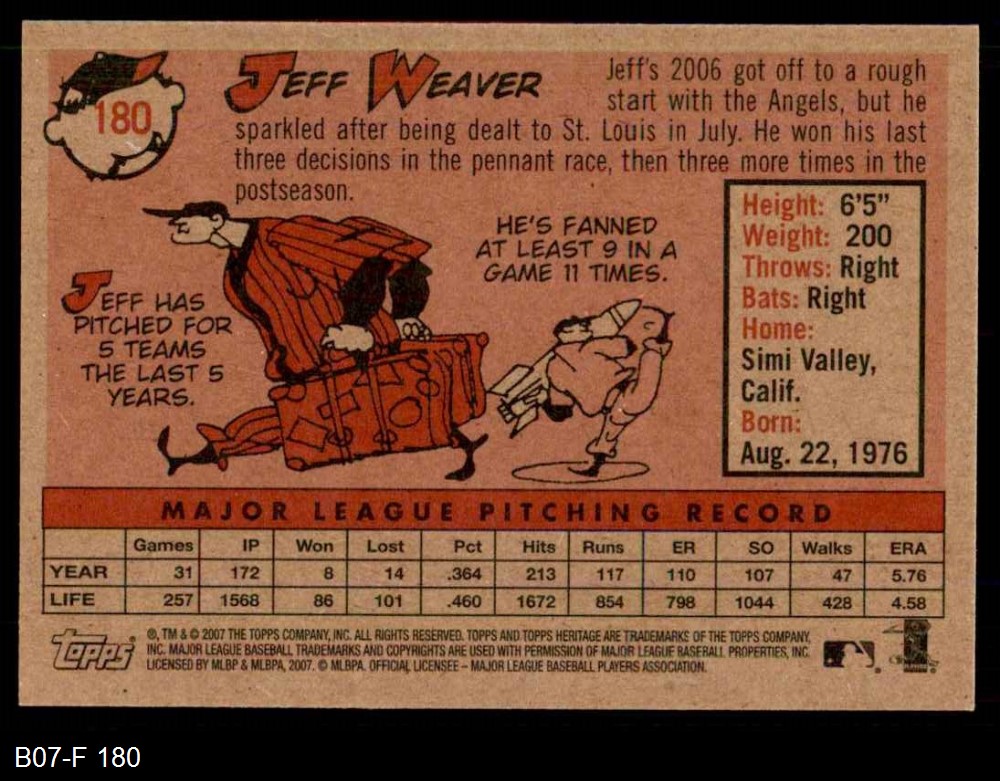 180
JEFF WEAVER
Jeff's 2006 got off to a rough
start with the Angels, but he
sparkled after being dealt to St. Louis in July. He won his last
three decisions in the pennant race, then three more times in the
postseason.
JEFF HAS
PITCHED FOR
5 TEAMS
THE LAST 5
YEARS.
HE'S FANNED
AT LEAST 9 IN A
GAME 11 TIMES.
Height: 6'5"
Weight: 200
Throws: Right
Bats: Right
Home:
Simi Valley,
Calif.
Born:
Aug. 22, 1976
MAJOR LEAGUE PITCHING RECORD
Games IP Won Lost Pct Hits Runs ER SO Walks ERA
YEAR 31 172 8 14 .364 213 117 110 107 47 5.76
LIFE 257 1568 86 101 .460 1672 854 798 1044 428 4.58
Topps
®, TM & © 2007 THE TOPPS COMPANY, INC. ALL RIGHTS RESERVED. TOPPS AND TOPPS HERITAGE ARE TRADEMARKS OF THE TOPPS COMPANY,
INC. MAJOR LEAGUE BASEBALL TRADEMARKS AND COPYRIGHTS ARE USED WITH PERMISSION OF MAJOR LEAGUE BASEBALL PROPERTIES, INC.
LICENSED BY MLBP & MLBPA, 2007. © MLBPA. OFFICIAL LICENSEE – MAJOR LEAGUE BASEBALL PLAYERS ASSOCIATION.
B07-F 180